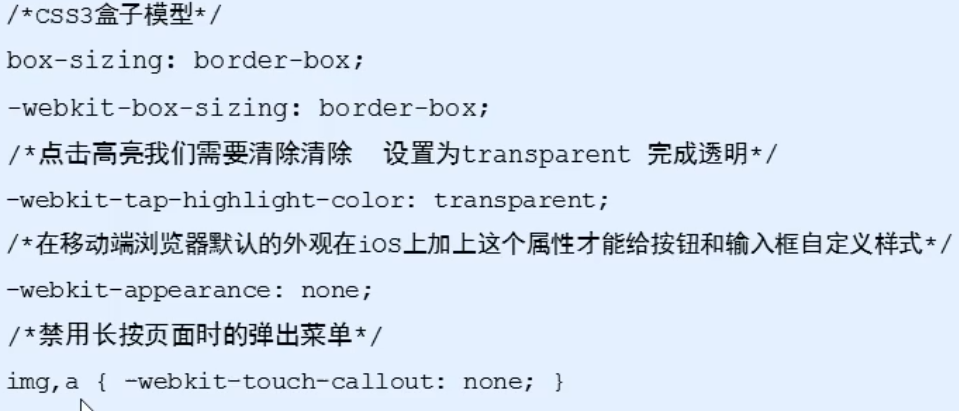 /*CSS3盒子模型*/
box-sizing: border-box;
-webkit-box-sizing: border-box;
/*点击高亮我们需要清除清除  设置为transparent 完成透明*/
-webkit-tap-highlight-color: transparent;
/*在移动端浏览器默认的外观在iOS上加上这个属性才能给按钮和输入框自定义样式*/
-webkit-appearance: none;
/*禁用长按页面时的弹出菜单*/
img,a { -webkit-touch-callout: none; }